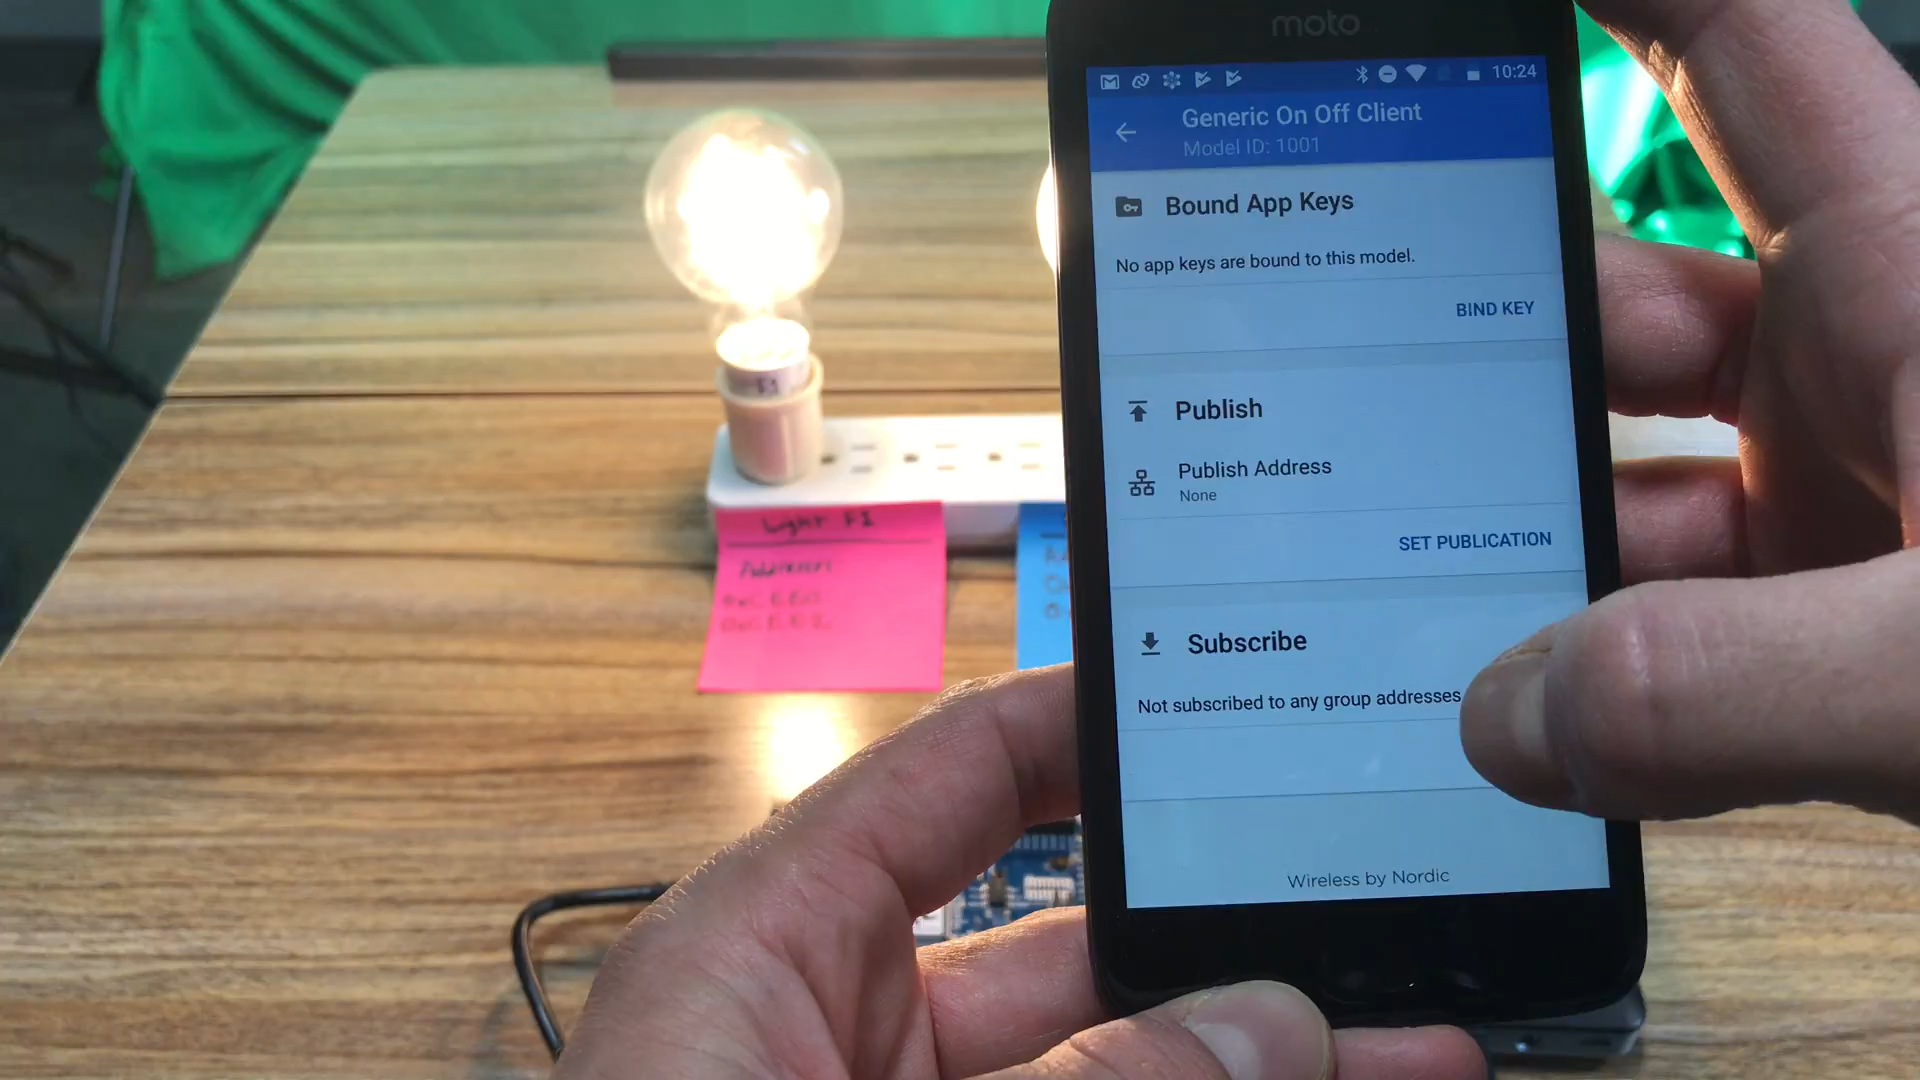 moto
10:24
Generic On Off Client
Model ID: 1001
Bound App Keys
No app keys are bound to this model.
BIND KEY
Publish
Publish Address
None
SET PUBLICATION
Subscribe
Not subscribed to any group addresses
Wireless by Nordic
Light F1